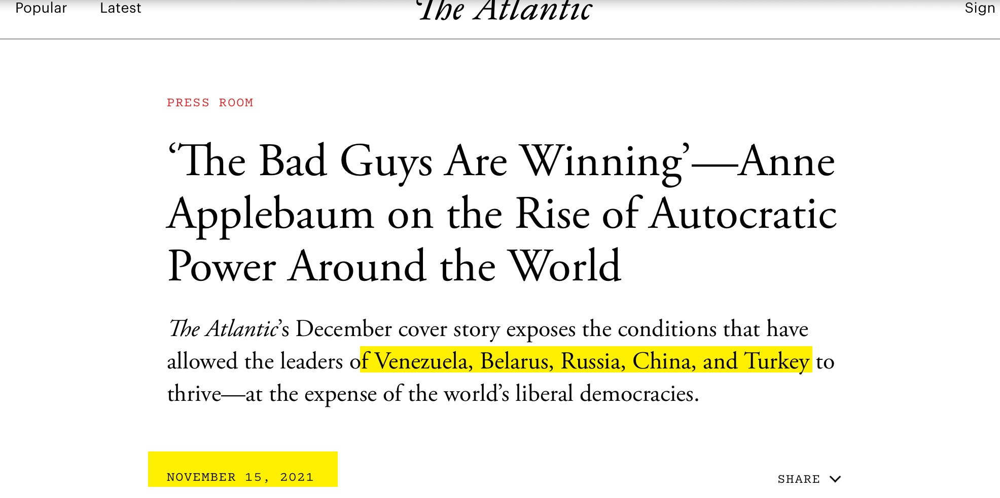 Popular Latest The Atlantic Sign
PRESS ROOM
‘The Bad Guys Are Winning’—Anne
Applebaum on the Rise of Autocratic
Power Around the World
The Atlantic’s December cover story exposes the conditions that have
allowed the leaders of Venezuela, Belarus, Russia, China, and Turkey to
thrive—at the expense of the world’s liberal democracies.
NOVEMBER 15, 2021 SHARE